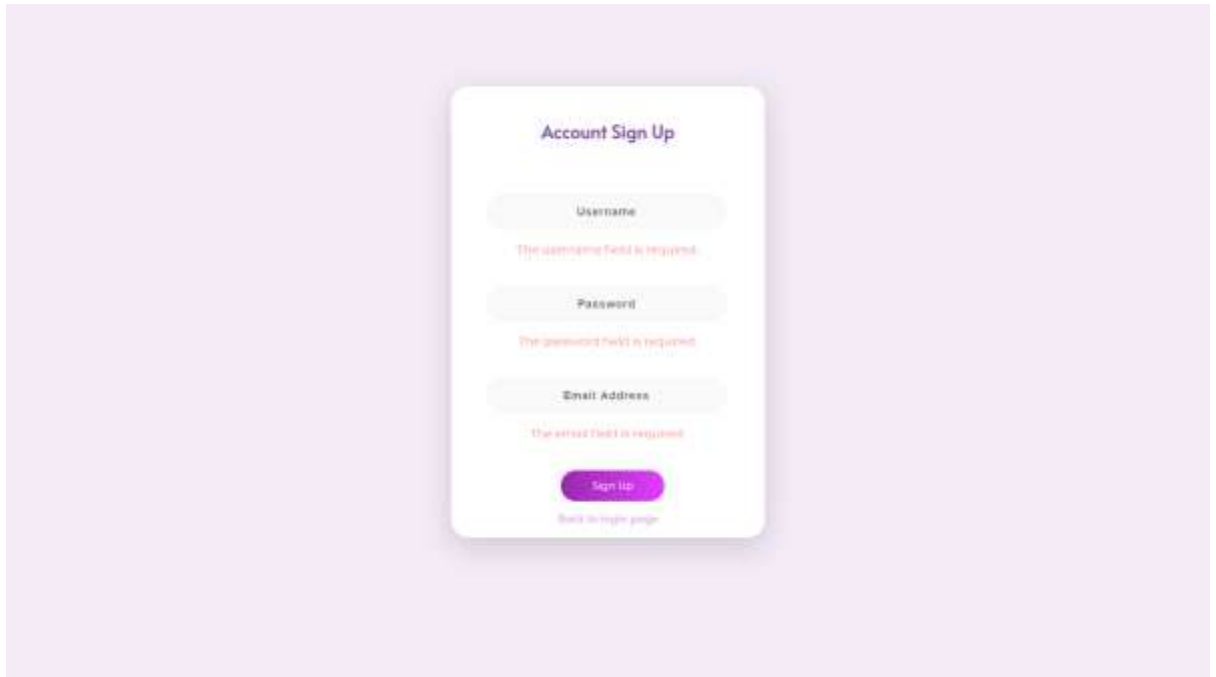 Account Sign Up
Username
The username field is required.
Password
The password field is required.
Email Address
The email field is required.
Sign Up
Back to login page